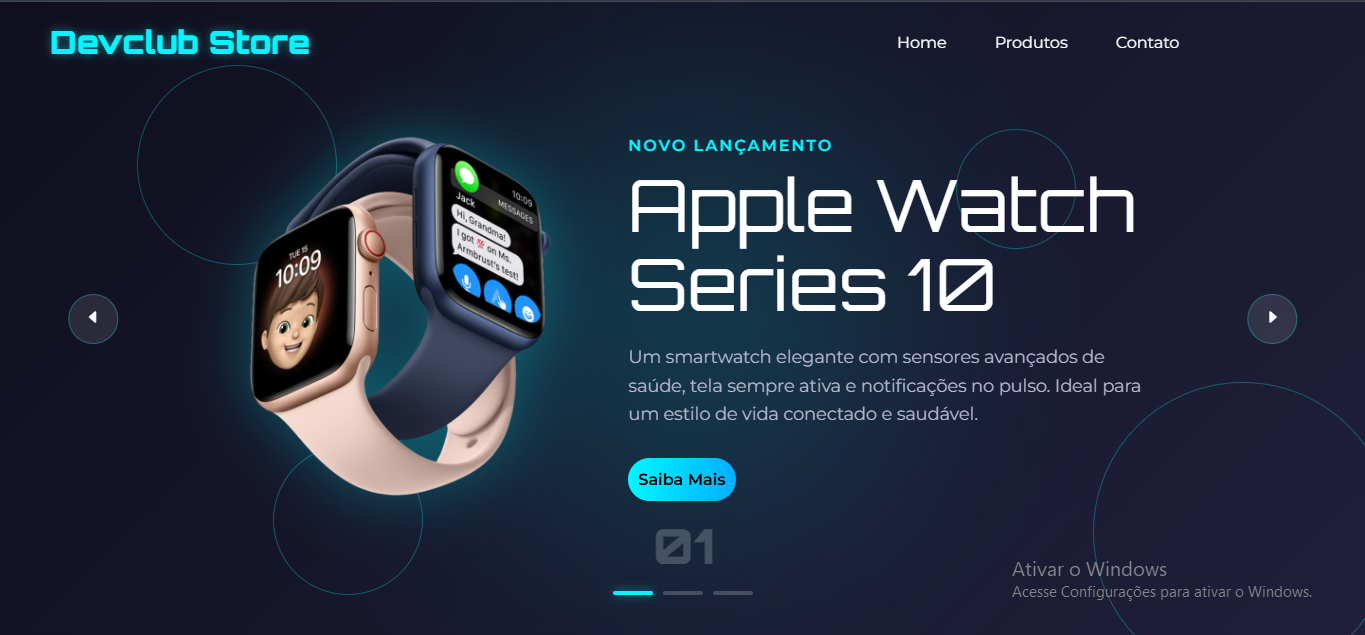 Devclub Store
Home
Produtos
Contato
NOVO LANÇAMENTO
Apple Watch
Series 10
Um smartwatch elegante com sensores avançados de
saúde, tela sempre ativa e notificações no pulso. Ideal para
um estilo de vida conectado e saudável.
Saiba Mais
01
TUE 15
10:09
10:09
Jack
MESSAGES
Hi, Grandma!
I got 💯 on Ms.
Armbrust's test!
Ativar o Windows
Acesse Configurações para ativar o Windows.